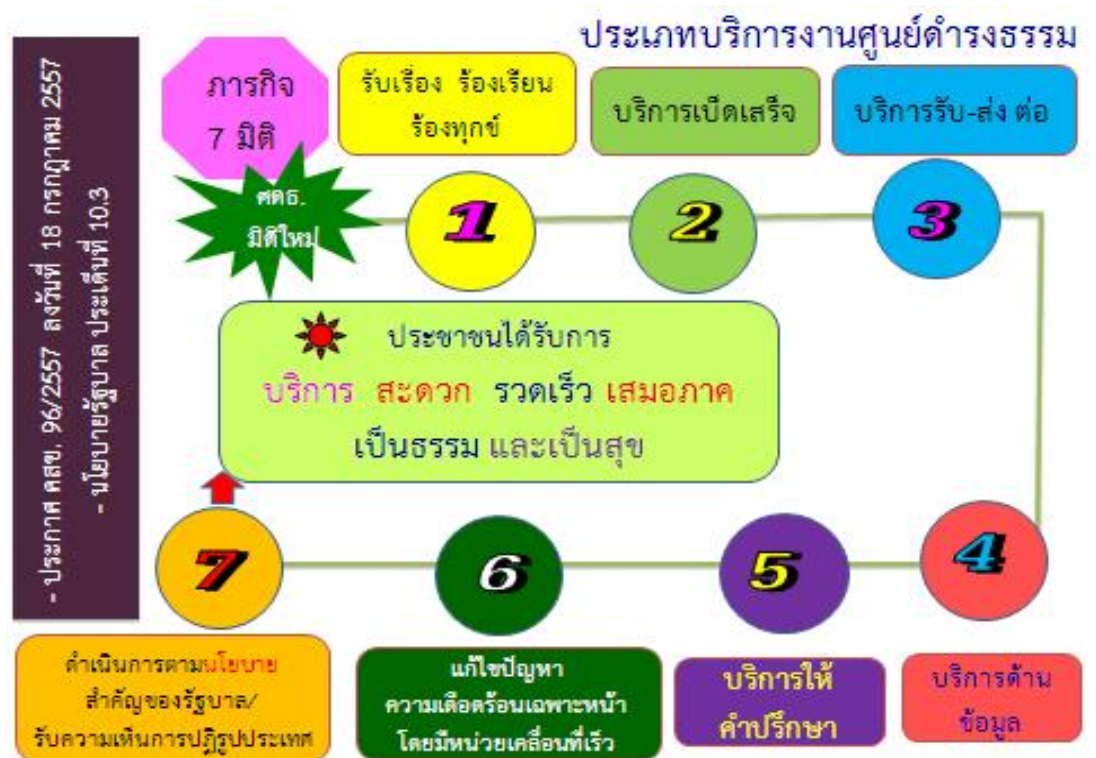 ประเภทบริการงานศูนย์ดำรงธรรม
- ประกาศ คสช. 96/2557 ลงวันที่ 18 กรกฎาคม 2557
- นโยบายรัฐบาล ประเด็นที่ 10.3
ภารกิจ
7 มิติ
ศดธ.
มิติใหม่
รับเรื่อง ร้องเรียน
ร้องทุกข์
บริการเบ็ดเสร็จ
บริการรับ-ส่ง ต่อ
1
2
3
ประชาชนได้รับการ
บริการ สะดวก รวดเร็ว เสมอภาค
เป็นธรรม และเป็นสุข
4
5
6
7
บริการด้าน
ข้อมูล
บริการให้
คำปรึกษา
แก้ไขปัญหา
ความเดือดร้อนเฉพาะหน้า
โดยมีหน่วยเคลื่อนที่เร็ว
ดำเนินการตามนโยบาย
สำคัญของรัฐบาล/
รับความเห็นการปฏิรูปประเทศ